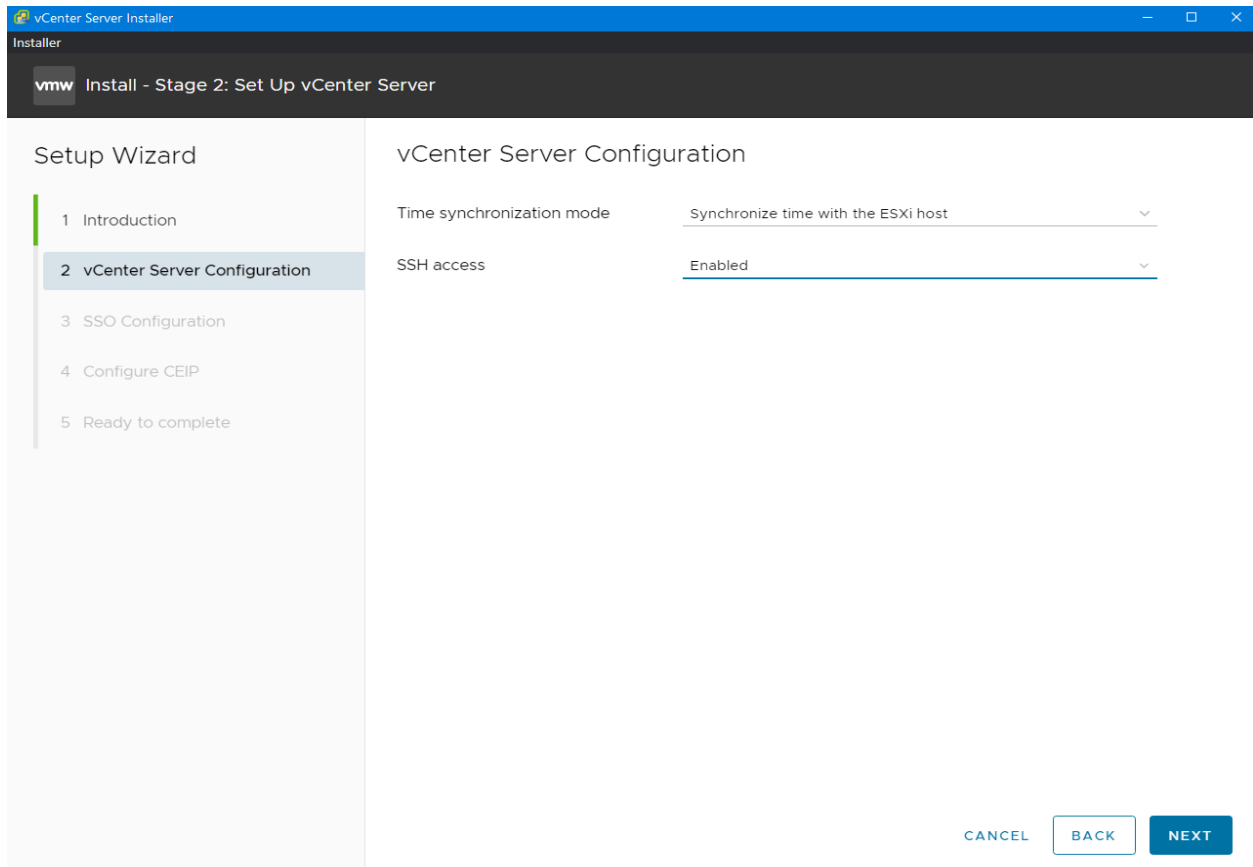 vCenter Server Installer
Installer
vmw Install - Stage 2: Set Up vCenter Server
Setup Wizard
1 Introduction
2 vCenter Server Configuration
3 SSO Configuration
4 Configure CEIP
5 Ready to complete
vCenter Server Configuration
Time synchronization mode Synchronize time with the ESXi host
SSH access Enabled
CANCEL BACK NEXT